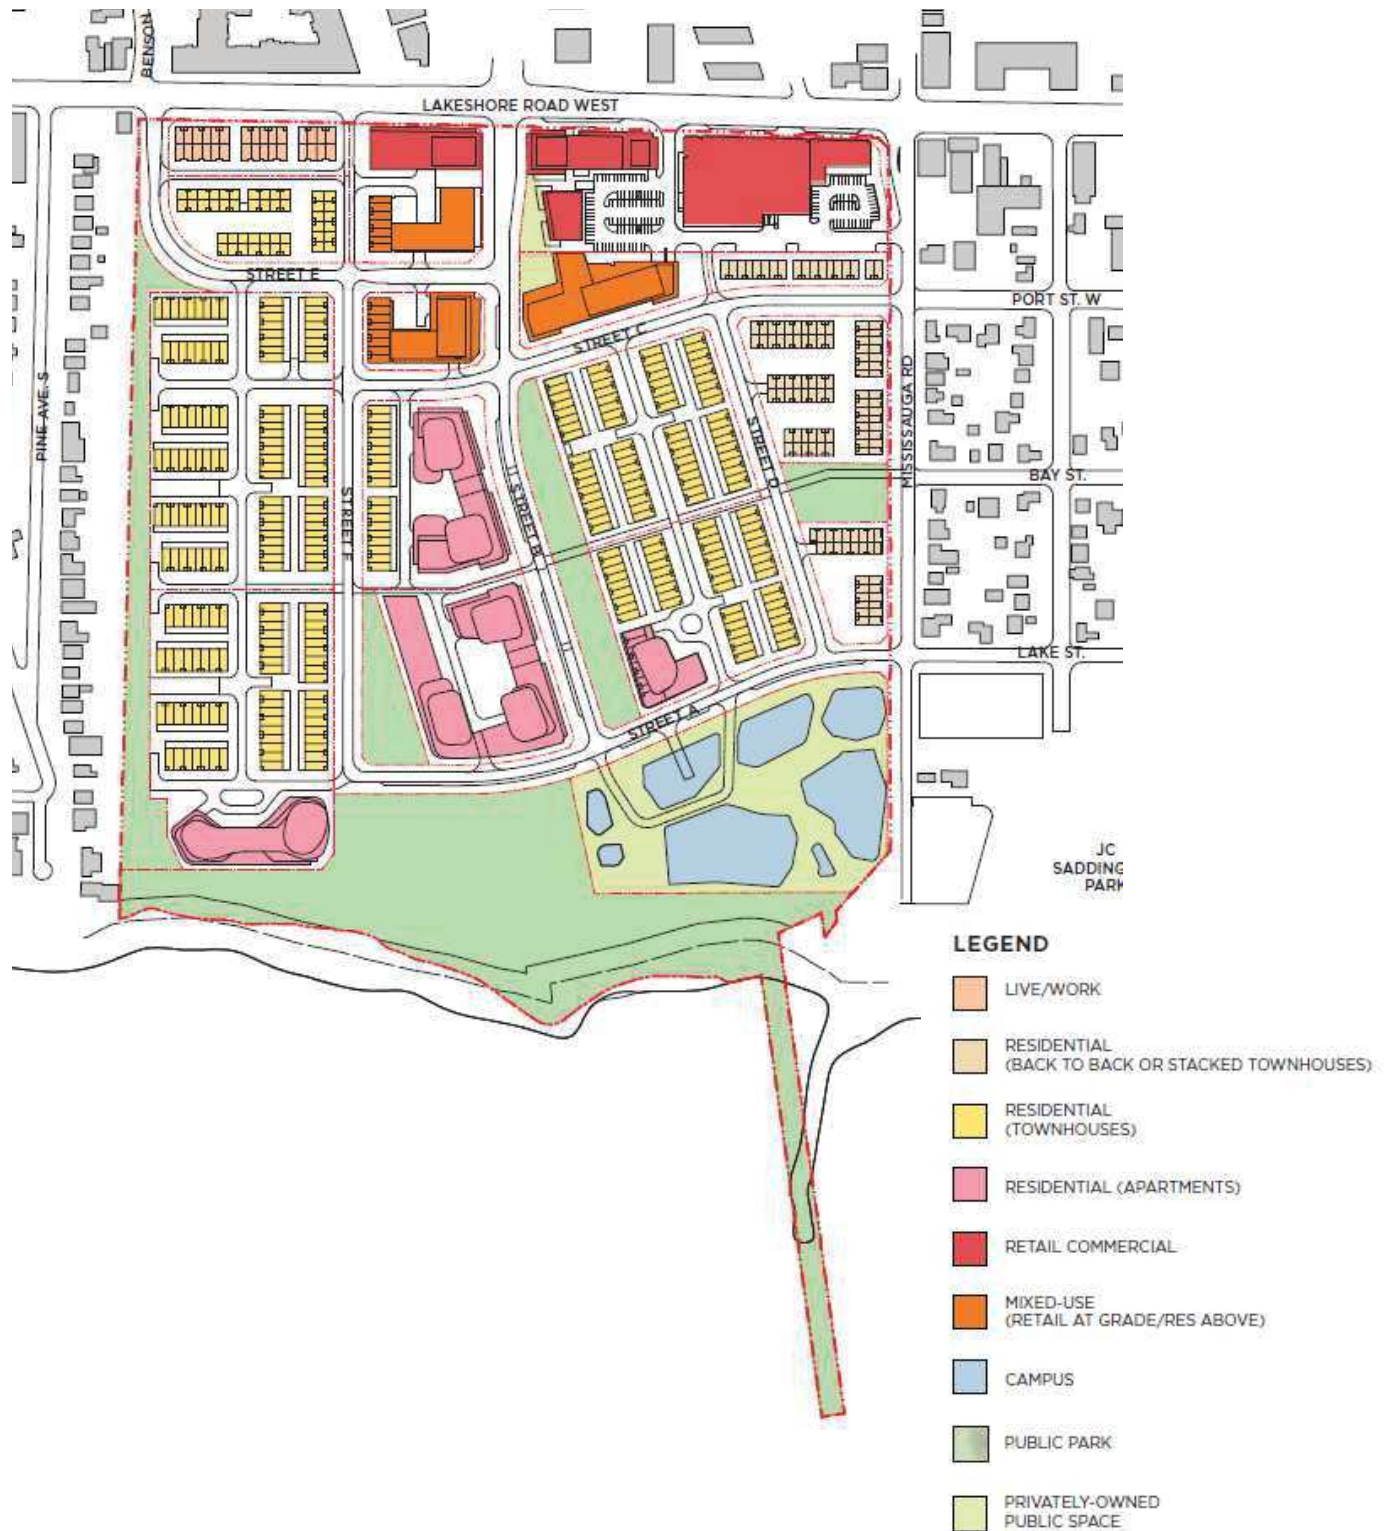 BENSON
LAKESHORE ROAD WEST
STREET E
PORT ST. W
STREET C
PINE AVE. S
MISSISSAUGA RD
STREET D
BAY ST.
STREET F
STREET B
LAKE ST.
STREET A
JC
SADDING
PARK
LEGEND
LIVE/WORK
RESIDENTIAL
(BACK TO BACK OR STACKED TOWNHOUSES)
RESIDENTIAL
(TOWNHOUSES)
RESIDENTIAL (APARTMENTS)
RETAIL COMMERCIAL
MIXED-USE
(RETAIL AT GRADE/RES ABOVE)
CAMPUS
PUBLIC PARK
PRIVATELY-OWNED
PUBLIC SPACE